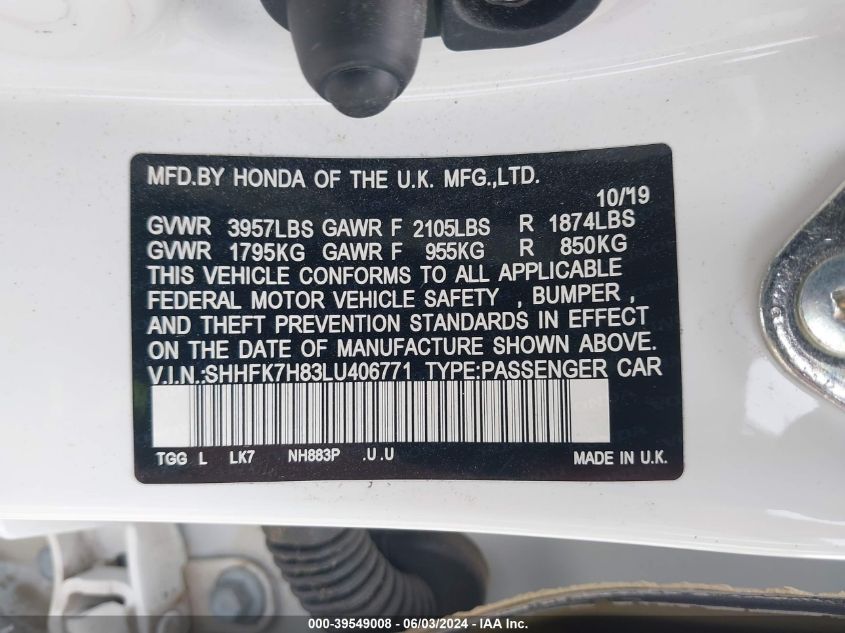 MFD.BY HONDA OF THE U.K. MFG.,LTD.
10/'19
GVWR 3957LBS GAWR F 2105LBS R 1874LBS
GVWR 1795KG GAWR F 955KG R 850KG
THIS VEHICLE CONFORMS TO ALL APPLICABLE
FEDERAL MOTOR VEHICLE SAFETY , BUMPER ,
AND THEFT PREVENTION STANDARDS IN EFFECT
ON THE DATE OF MANUFACTURE SHOWN ABOVE.
V.I.N.:SHHFK7H83LU406771 TYPE:PASSENGER CAR
TGG L LK7 NH883P .U .U MADE IN U.K.
000-39549008 - 06/03/2024 - IAA Inc.